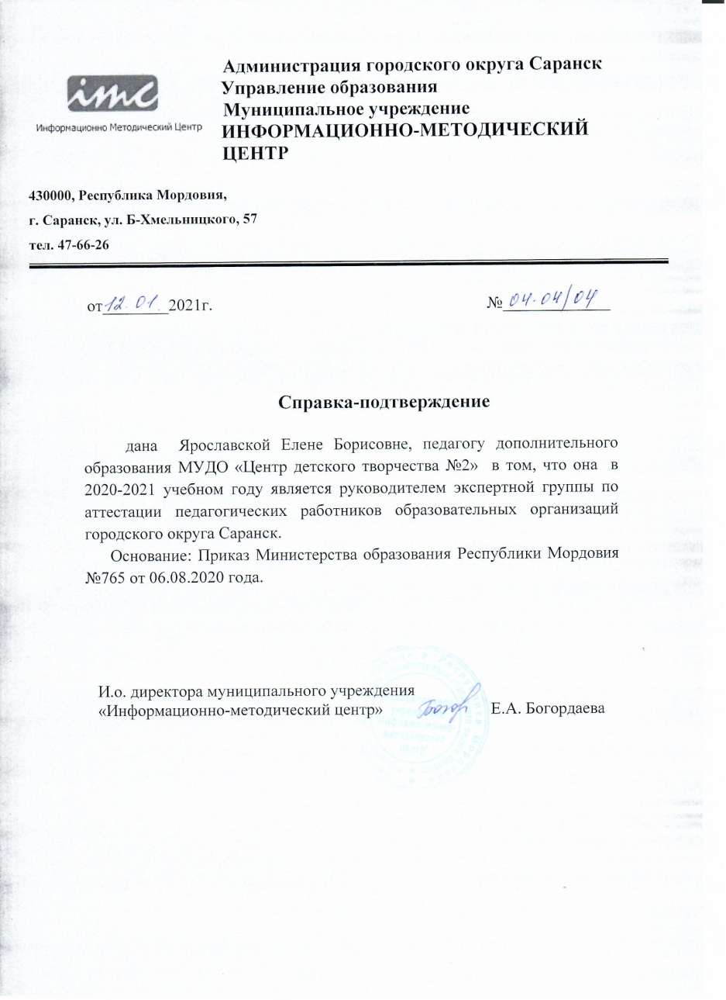 Администрация городского округа Саранск
Управление образования
Муниципальное учреждение
ИНФОРМАЦИОННО-МЕТОДИЧЕСКИЙ
ЦЕНТР
imc
Информационно Методический Центр
430000, Республика Мордовия,
г. Саранск, ул. Б-Хмельницкого, 57
тел. 47-66-26
от 12.01. 2021г. № 04-04/04
Справка-подтверждение
дана Ярославской Елене Борисовне, педагогу дополнительного
образования МУДО «Центр детского творчества №2» в том, что она в
2020-2021 учебном году является руководителем экспертной группы по
аттестации педагогических работников образовательных организаций
городского округа Саранск.
Основание: Приказ Министерства образования Республики Мордовия
№765 от 06.08.2020 года.
И.о. директора муниципального учреждения
«Информационно-методический центр» Е.А. Богордаева